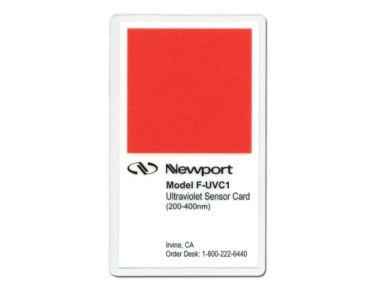 Newport
Model F-UVC1
Ultraviolet Sensor Card
(200-400nm)
Irvine, CA
Order Desk: 1-800-222-6440